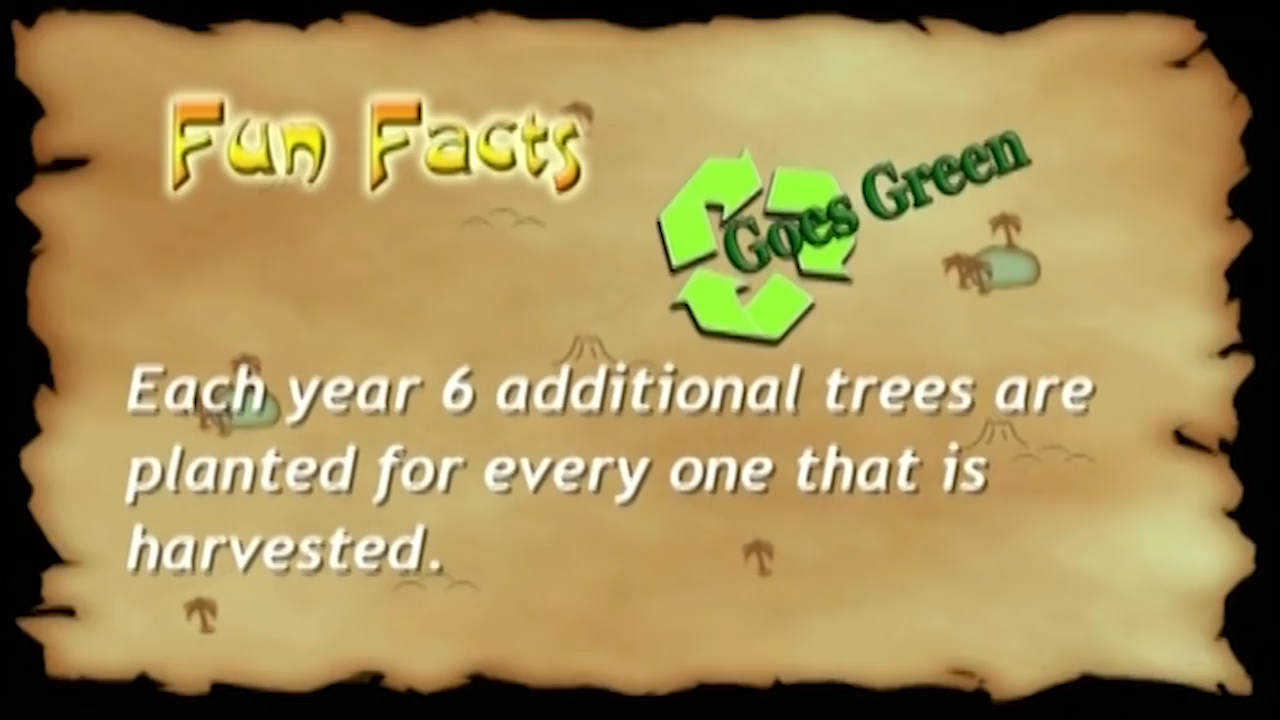 Fun Facts
Goes Green
Each year 6 additional trees are
planted for every one that is
harvested.